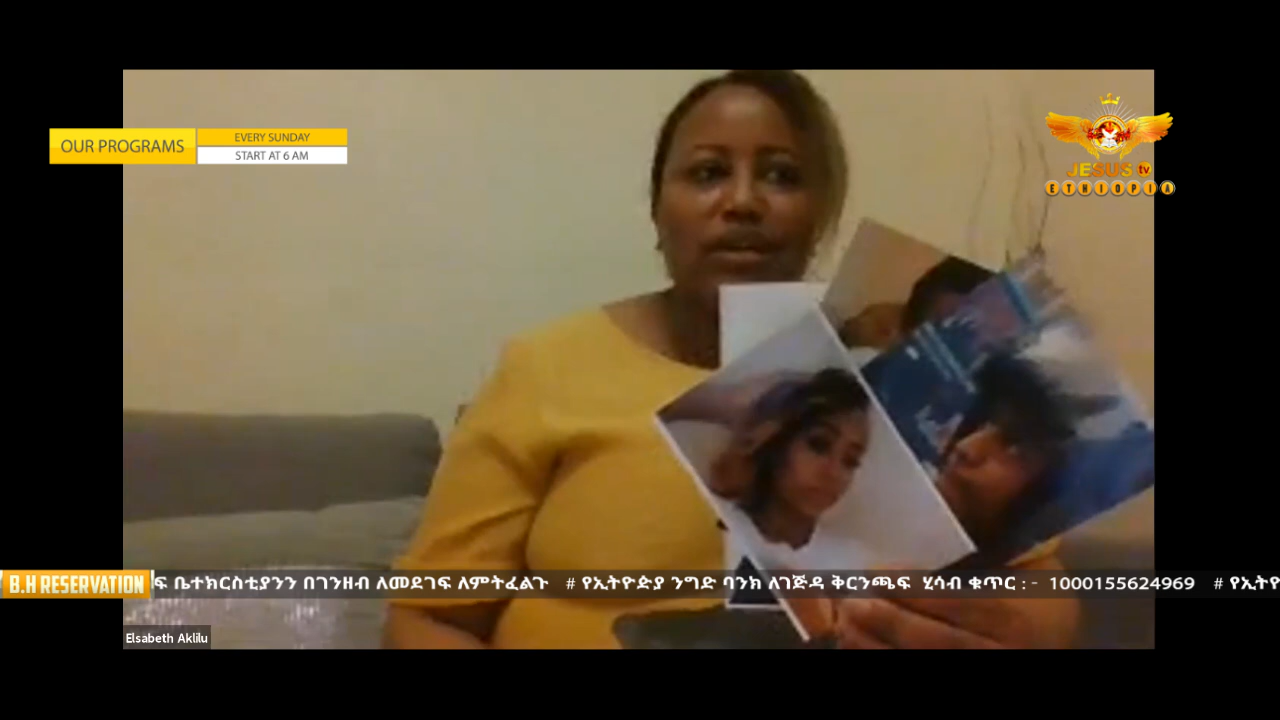 OUR PROGRAMS
EVERY SUNDAY
START AT 6 AM
JESUS tv
ETHIOPIA
B.H RESERVATION
ፍ ቤተክርስቲያንን በገንዘብ ለመደገፍ ለምትፈልጉ # የኢትዮዽያ ንግድ ባንክ ለገጅዳ ቅርንጫፍ ሂሳብ ቁጥር : - 1000155624969 # የኢትዮ
Elsabeth Aklilu